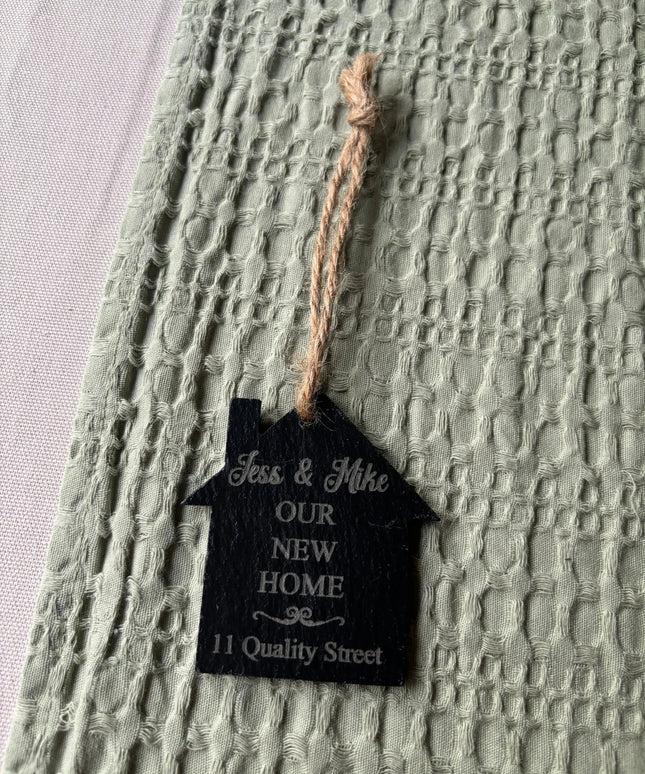 Jess & Mike
OUR
NEW
HOME
11 Quality Street